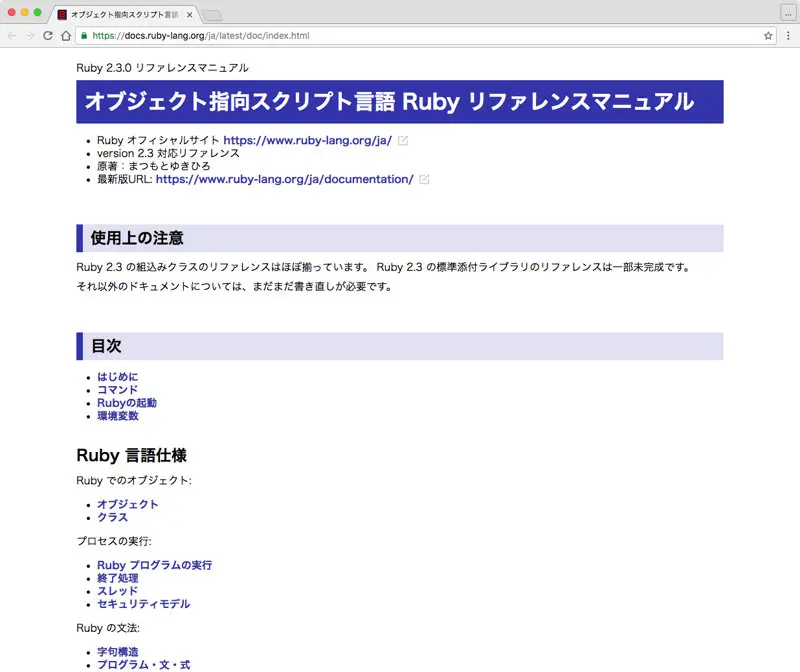 オブジェクト指向スクリプト言語
https://docs.ruby-lang.org/ja/latest/doc/index.html
Ruby 2.3.0 リファレンスマニュアル
オブジェクト指向スクリプト言語 Ruby リファレンスマニュアル
Ruby オフィシャルサイト https://www.ruby-lang.org/ja/
version 2.3 対応リファレンス
原著：まつもとゆきひろ
最新版URL: https://www.ruby-lang.org/ja/documentation/
使用上の注意
Ruby 2.3 の組込みクラスのリファレンスはほぼ揃っています。 Ruby 2.3 の標準添付ライブラリのリファレンスは一部未完成です。
それ以外のドキュメントについては、まだまだ書き直しが必要です。
目次
はじめに
コマンド
Rubyの起動
環境変数
Ruby 言語仕様
Ruby でのオブジェクト:
オブジェクト
クラス
プロセスの実行:
Ruby プログラムの実行
終了処理
スレッド
セキュリティモデル
Ruby の文法:
字句構造
プログラム・文・式